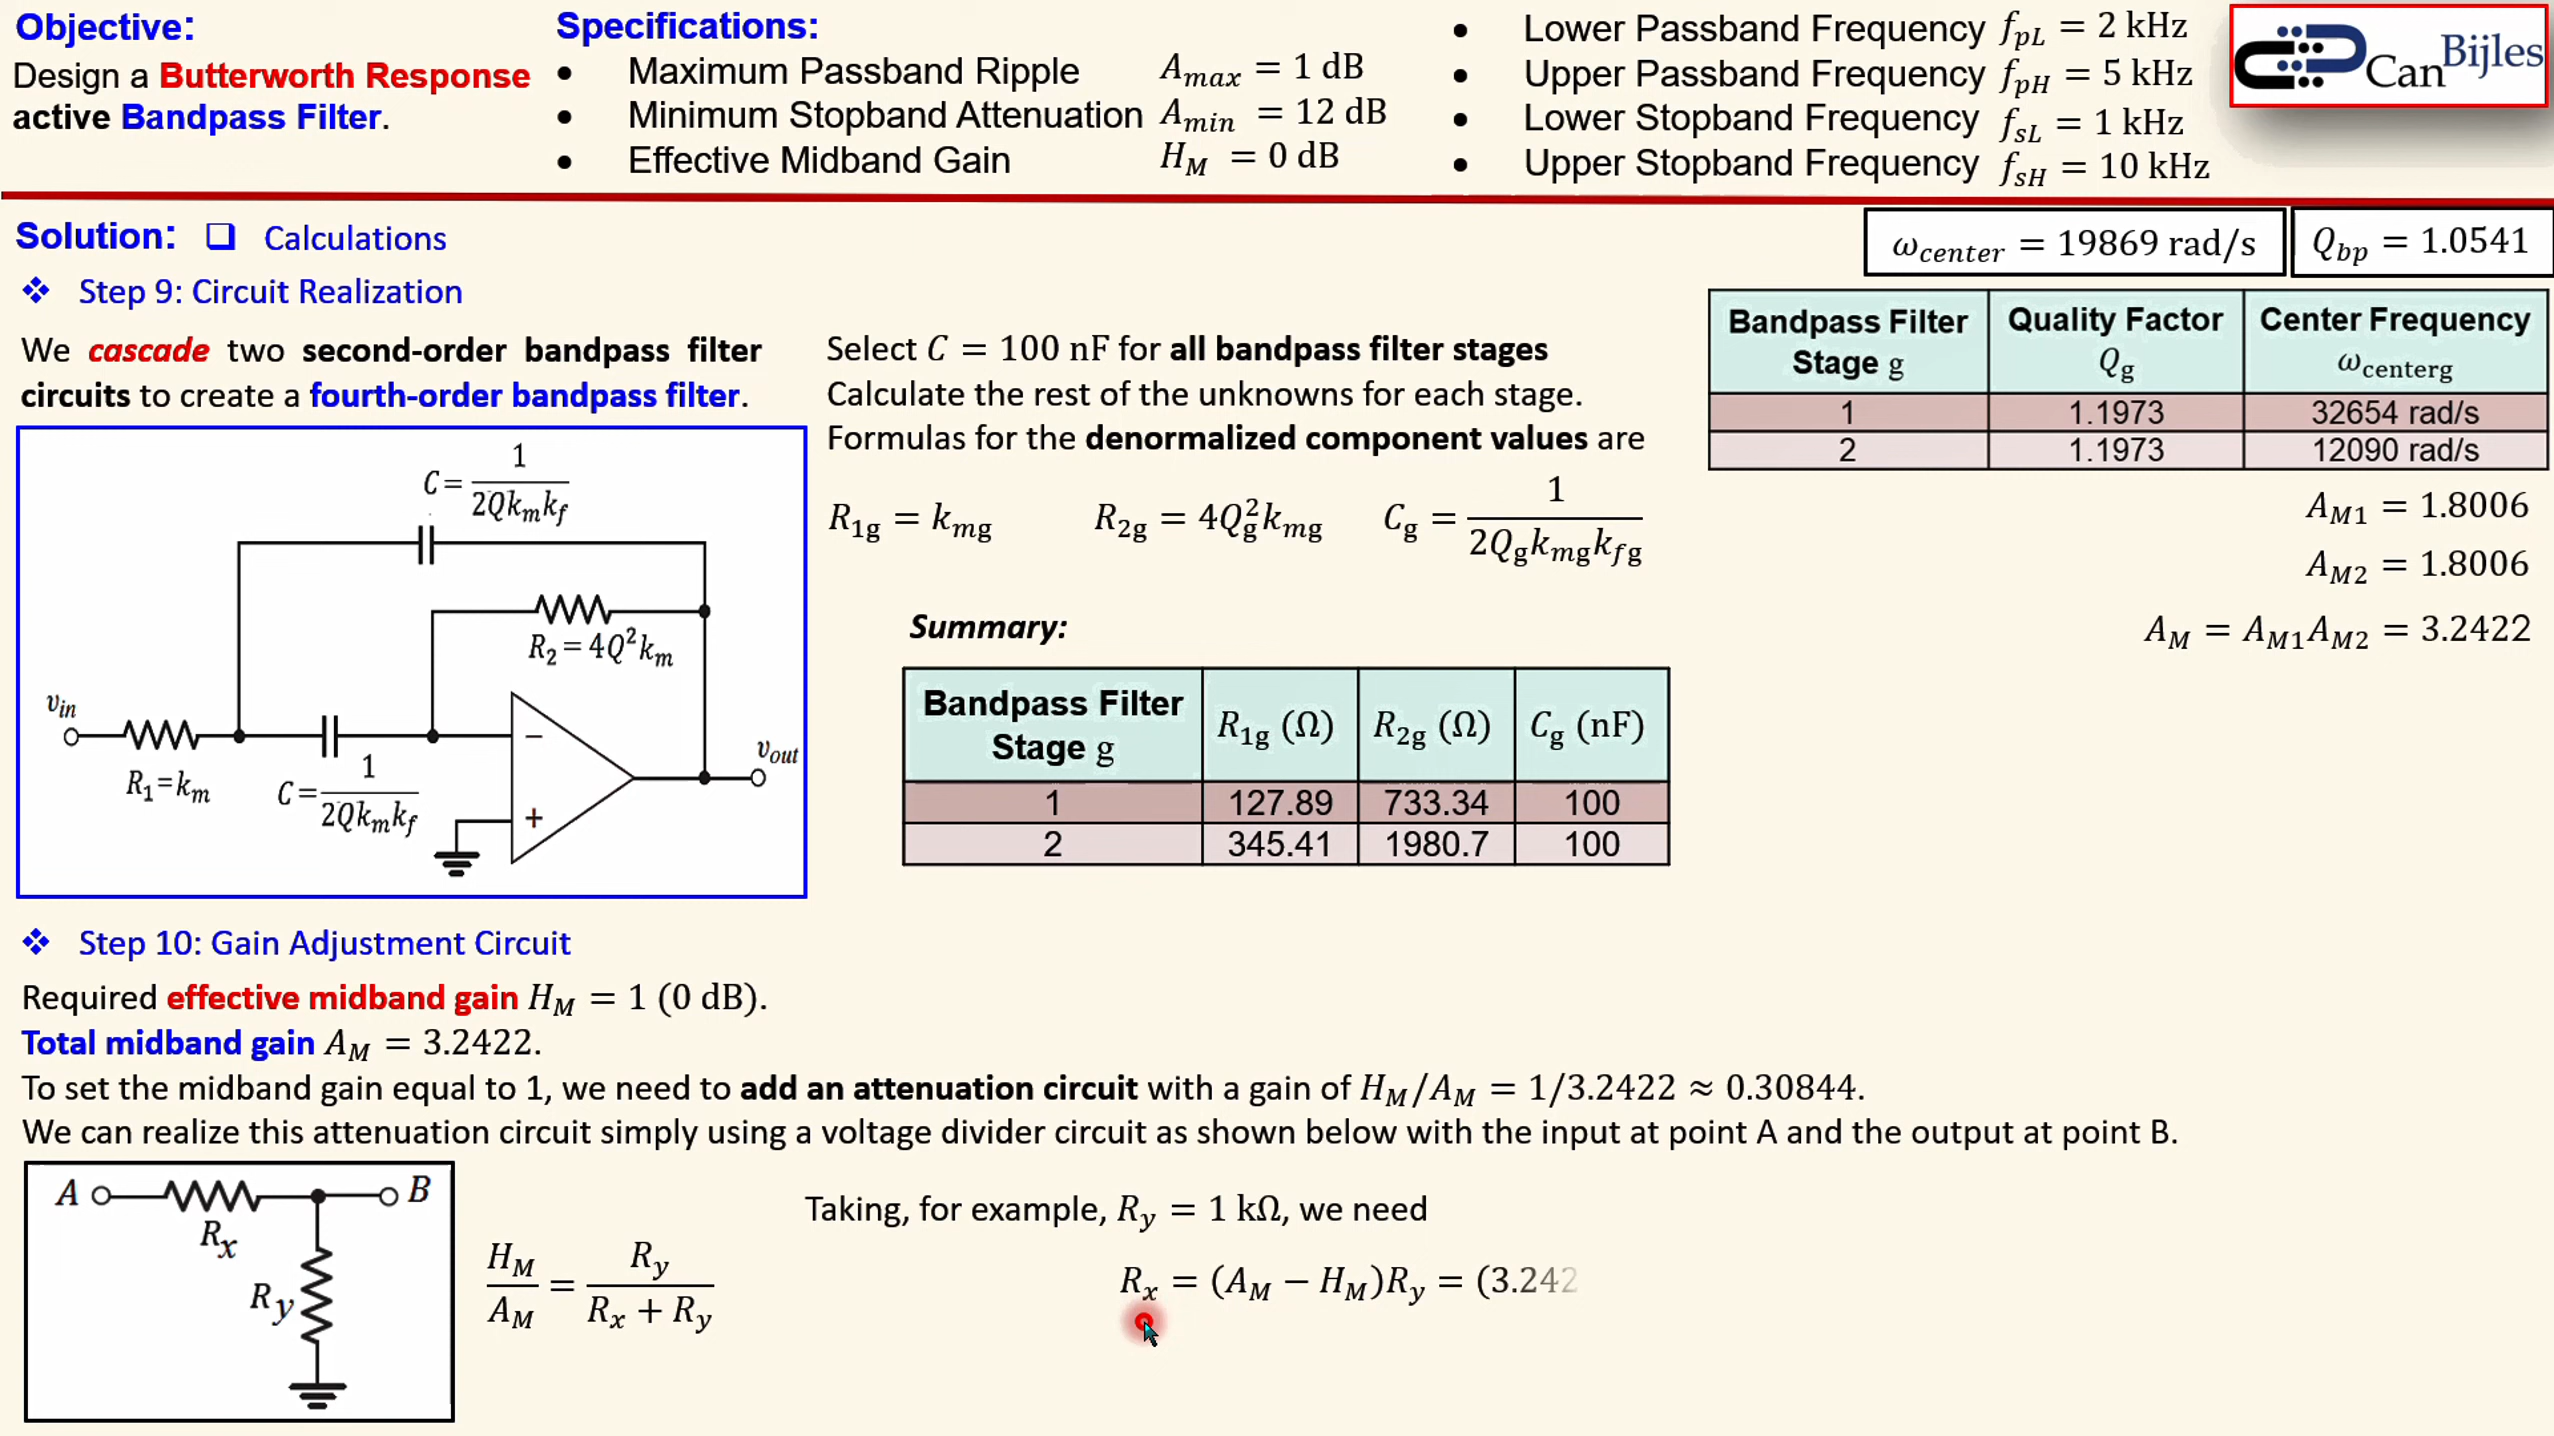 Objective:
Design a Butterworth Response
active Bandpass Filter.
Specifications:
• Maximum Passband Ripple A_max = 1 dB
• Minimum Stopband Attenuation A_min = 12 dB
• Effective Midband Gain H_M = 0 dB
• Lower Passband Frequency f_pL = 2 kHz
• Upper Passband Frequency f_pH = 5 kHz
• Lower Stopband Frequency f_sL = 1 kHz
• Upper Stopband Frequency f_sH = 10 kHz
CanBijles
Solution: ❑ Calculations
ω_center = 19869 rad/s
Q_bp = 1.0541
❖ Step 9: Circuit Realization
We cascade two second-order bandpass filter
circuits to create a fourth-order bandpass filter.
C = 1/(2Qk_mk_f)
R_2 = 4Q²k_m
v_in
R_1=k_m
C = 1/(2Qk_mk_f)
−
+
v_out
Select C = 100 nF for all bandpass filter stages
Calculate the rest of the unknowns for each stage.
Formulas for the denormalized component values are
R_1g = k_mg R_2g = 4Q_g²k_mg C_g = 1/(2Q_gk_mgk_fg)
Summary:
Bandpass Filter Stage g R_1g (Ω) R_2g (Ω) C_g (nF)
1 127.89 733.34 100
2 345.41 1980.7 100
Bandpass Filter Stage g Quality Factor Q_g Center Frequency ω_centerg
1 1.1973 32654 rad/s
2 1.1973 12090 rad/s
A_M1 = 1.8006
A_M2 = 1.8006
A_M = A_M1A_M2 = 3.2422
❖ Step 10: Gain Adjustment Circuit
Required effective midband gain H_M = 1 (0 dB).
Total midband gain A_M = 3.2422.
To set the midband gain equal to 1, we need to add an attenuation circuit with a gain of H_M/A_M = 1/3.2422 ≈ 0.30844.
We can realize this attenuation circuit simply using a voltage divider circuit as shown below with the input at point A and the output at point B.
A B
R_x
R_y
H_M/A_M = R_y/(R_x + R_y)
Taking, for example, R_y = 1 kΩ, we need
R_x = (A_M − H_M)R_y = (3.242